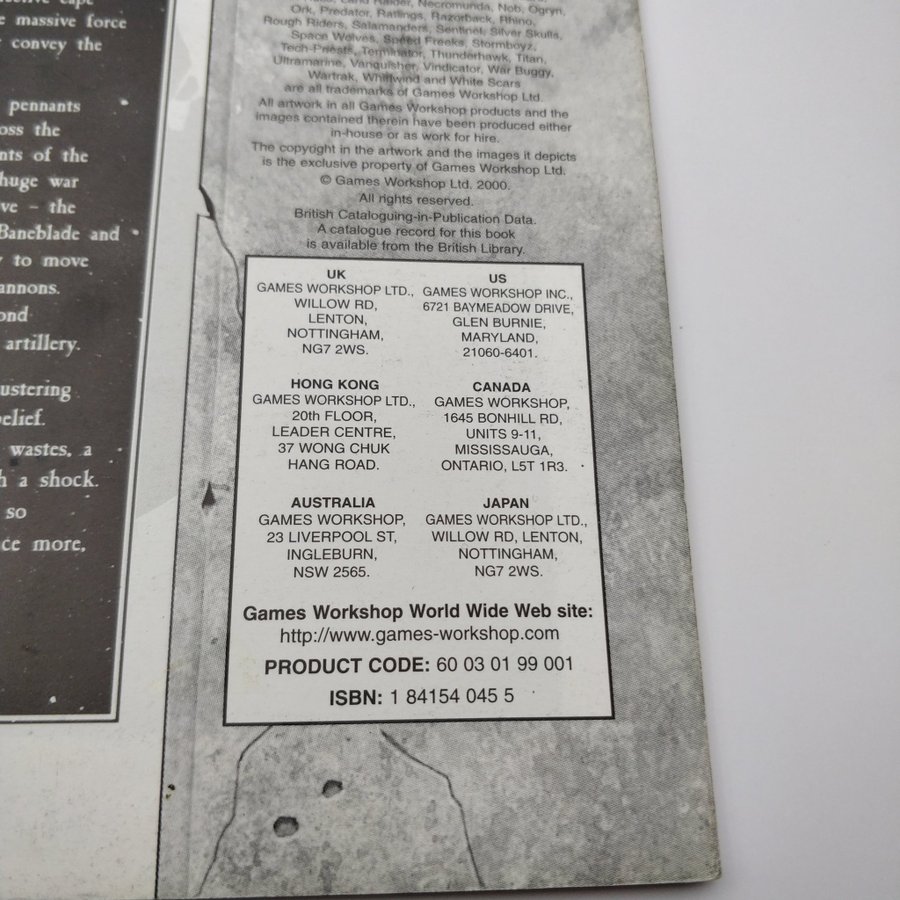 e massive force
convey the
pennants
oss the
nts of the
huge war
ve – the
Baneblade and
to move
annons.
ond
artillery.
ustering
elief.
wastes, a
h a shock.
so
ce more,
Land Raider, Necromunda, Nob, Ogryn,
Ork, Predator, Ratlings, Razorback, Rhino,
Rough Riders, Salamanders, Sentinel, Silver Skulls,
Space Wolves, Speed Freaks, Stormboyz,
Tech-Priests, Terminator, Thunderhawk, Titan,
Ultramarine, Vanquisher, Vindicator, War Buggy,
Wartrak, Whirlwind and White Scars
are all trademarks of Games Workshop Ltd.
All artwork in all Games Workshop products and the
images contained therein have been produced either
in-house or as work for hire.
The copyright in the artwork and the images it depicts
is the exclusive property of Games Workshop Ltd.
© Games Workshop Ltd. 2000.
All rights reserved.
British Cataloguing-in-Publication Data.
A catalogue record for this book
is available from the British Library.
UK
GAMES WORKSHOP LTD.,
WILLOW RD,
LENTON,
NOTTINGHAM,
NG7 2WS.
US
GAMES WORKSHOP INC.,
6721 BAYMEADOW DRIVE,
GLEN BURNIE,
MARYLAND,
21060-6401.
HONG KONG
GAMES WORKSHOP LTD.,
20th FLOOR,
LEADER CENTRE,
37 WONG CHUK
HANG ROAD.
CANADA
GAMES WORKSHOP,
1645 BONHILL RD,
UNITS 9-11,
MISSISSAUGA,
ONTARIO, L5T 1R3.
AUSTRALIA
GAMES WORKSHOP,
23 LIVERPOOL ST,
INGLEBURN,
NSW 2565.
JAPAN
GAMES WORKSHOP LTD.,
WILLOW RD, LENTON,
NOTTINGHAM,
NG7 2WS.
Games Workshop World Wide Web site:
http://www.games-workshop.com
PRODUCT CODE: 60 03 01 99 001
ISBN: 1 84154 045 5